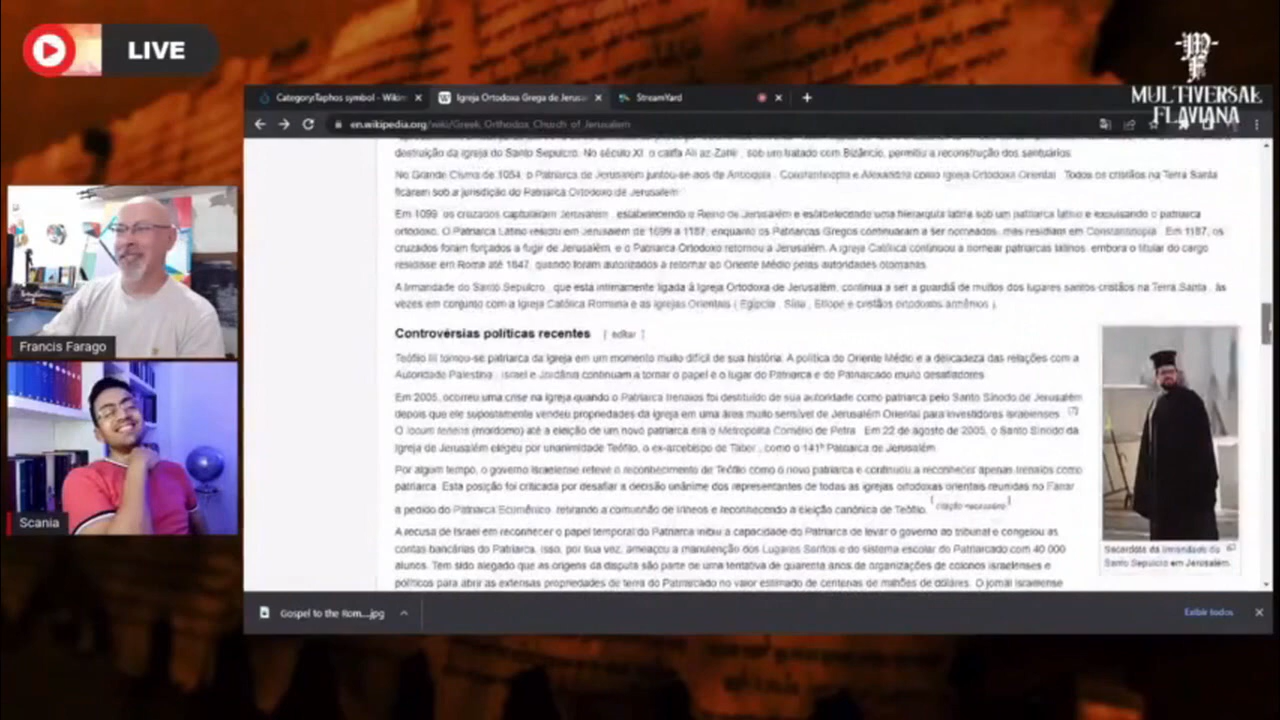 LIVE
MULTIVERSAL
FLAVIANA
Category:Taphos symbol - Wikim
Igreja Ortodoxa Grega de Jerusa
StreamYard
en.wikipedia.org/wiki/Greek_Orthodox_Church_of_Jerusalem
destruição da igreja do Santo Sepulcro. No século XI, o califa Ali az-Zahir, sob um tratado com Bizâncio, permitiu a reconstrução dos santuários.
No Grande Cisma de 1054, o Patriarca de Jerusalém juntou-se aos de Antioquia, Constantinopla e Alexandria como Igreja Ortodoxa Oriental. Todos os cristãos na Terra Santa
ficaram sob a jurisdição do Patriarca Ortodoxo de Jerusalém
Em 1099, os cruzados capturaram Jerusalém, estabelecendo o Reino de Jerusalém e estabelecendo uma hierarquia latina sob um patriarca latino e expulsando o patriarca
ortodoxo. O Patriarca Latino residiu em Jerusalém de 1099 a 1187, enquanto os Patriarcas Gregos continuaram a ser nomeados, mas residiam em Constantinopla. Em 1187, os
cruzados foram forçados a fugir de Jerusalém, e o Patriarca Ortodoxo retornou a Jerusalém. A Igreja Católica continuou a nomear patriarcas latinos, embora o titular do cargo
residisse em Roma até 1847, quando foram autorizados a retornar ao Oriente Médio pelas autoridades otomanas.
A Irmandade do Santo Sepulcro, que está intimamente ligada à Igreja Ortodoxa de Jerusalém, continua a ser a guardiã de muitos dos lugares santos cristãos na Terra Santa, às
vezes em conjunto com a Igreja Católica Romana e as Igrejas Orientais ( Egípcia, Síria, Etíope e cristãos ortodoxos armênios ).
Controvérsias políticas recentes [ editar ]
Teófilo III tornou-se patriarca da Igreja em um momento muito difícil de sua história. A política do Oriente Médio e a delicadeza das relações com a
Autoridade Palestina, Israel e Jordânia continuam a tornar o papel e o lugar do Patriarca e do Patriarcado muito desafiadores.
Em 2005, ocorreu uma crise na Igreja quando o Patriarca Irenaios foi destituído de sua autoridade como patriarca pelo Santo Sínodo de Jerusalém
depois que ele supostamente vendeu propriedades da igreja em uma área muito sensível de Jerusalém Oriental para investidores israelenses. [7]
O locum tenens (mordomo) até a eleição de um novo patriarca era o Metropolita Cornélio de Petra. Em 22 de agosto de 2005, o Santo Sínodo da
Igreja de Jerusalém elegeu por unanimidade Teófilo, o ex-arcebispo de Tabor, como o 141º Patriarca de Jerusalém.
Por algum tempo, o governo israelense reteve o reconhecimento de Teófilo como o novo patriarca e continuou a reconhecer apenas Irenaios como
patriarca. Esta posição foi criticada por desafiar a decisão unânime dos representantes de todas as igrejas ortodoxas orientais reunidas no Fanar
a pedido do Patriarca Ecumênico, retirando a comunhão de Irineos e reconhecendo a eleição canônica de Teófilo. [citação necessária]
A recusa de Israel em reconhecer o papel temporal do Patriarca inibiu a capacidade do Patriarca de levar o governo ao tribunal e congelou as
contas bancárias do Patriarca. Isso, por sua vez, ameaçou a manutenção dos Lugares Santos e do sistema escolar do Patriarcado com 40 000
alunos. Tem sido alegado que as origens da disputa são parte de uma tentativa de quarenta anos de organizações de colonos israelenses e
políticos para abrir as extensas propriedades de terra do Patriarcado no valor estimado de centenas de milhões de dólares. O jornal israelense
Sacerdote da Irmandade do
Santo Sepulcro em Jerusalém.
Francis Farago
Scania
Gospel to the Rom....jpg
Exibir todos